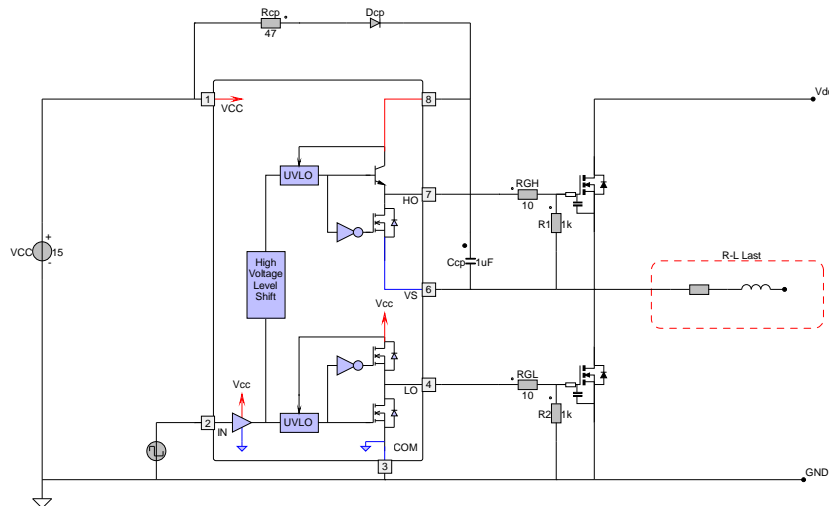 Rcp
47
Dcp
1
VCC
8
Vdc
UVLO
7
HO
RGH
10
R1
1k
VCC
+
15
-
High
Voltage
Level
Shift
Ccp
1uF
R-L Last
6
VS
Vcc
4
LO
RGL
10
Vcc
R2
1k
2
IN
UVLO
COM
3
GND